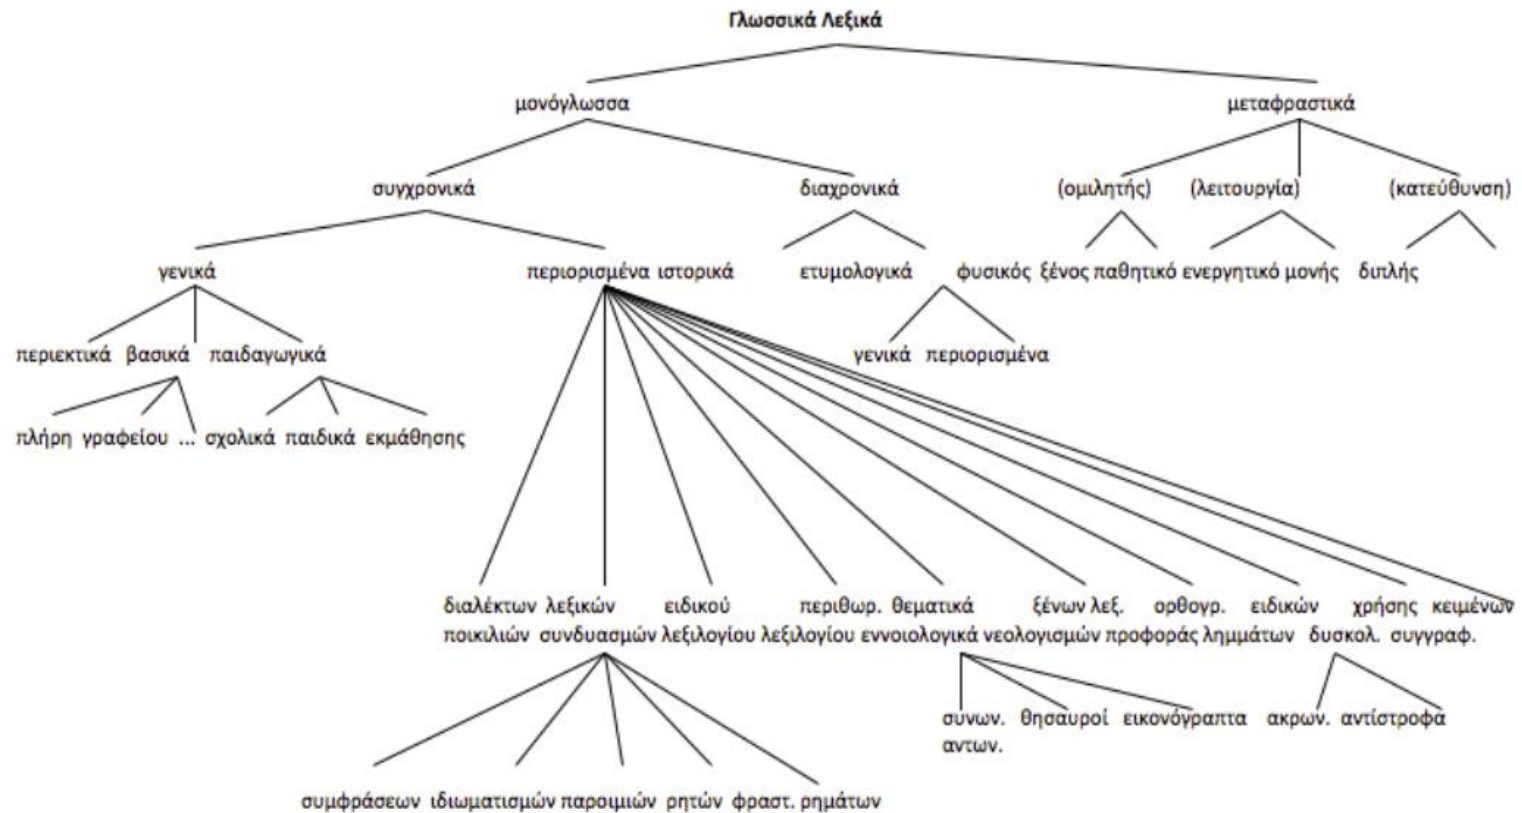 Γλωσσικά Λεξικά
μονόγλωσσα μεταφραστικά
συγχρονικά διαχρονικά (ομιλητής) (λειτουργία) (κατεύθυνση)
γενικά περιορισμένα ιστορικά ετυμολογικά φυσικός ξένος παθητικό ενεργητικό μονής διπλής
περιεκτικά βασικά παιδαγωγικά γενικά περιορισμένα
πλήρη γραφείου ... σχολικά παιδικά εκμάθησης
διαλέκτων λεξικών ειδικού περιθωρ. θεματικά ξένων λεξ. ορθογρ. ειδικών χρήσης κειμένων
ποικιλιών συνδυασμών λεξιλογίου λεξιλογίου εννοιολογικά νεολογισμών προφοράς λημμάτων δυσκολ. συγγραφ.
συνων. θησαυροί εικονόγραπτα ακρων. αντίστροφα
αντων.
συμφράσεων ιδιωματισμών παροιμιών ρητών φραστ. ρημάτων